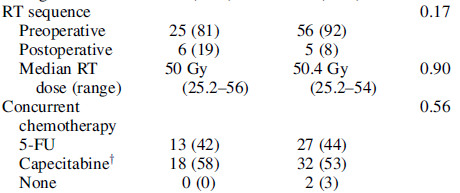 RT sequence 0.17
Preoperative 25 (81) 56 (92)
Postoperative 6 (19) 5 (8)
Median RT 50 Gy 50.4 Gy 0.90
dose (range) (25.2–56) (25.2–54)
Concurrent 0.56
chemotherapy
5-FU 13 (42) 27 (44)
Capecitabine† 18 (58) 32 (53)
None 0 (0) 2 (3)